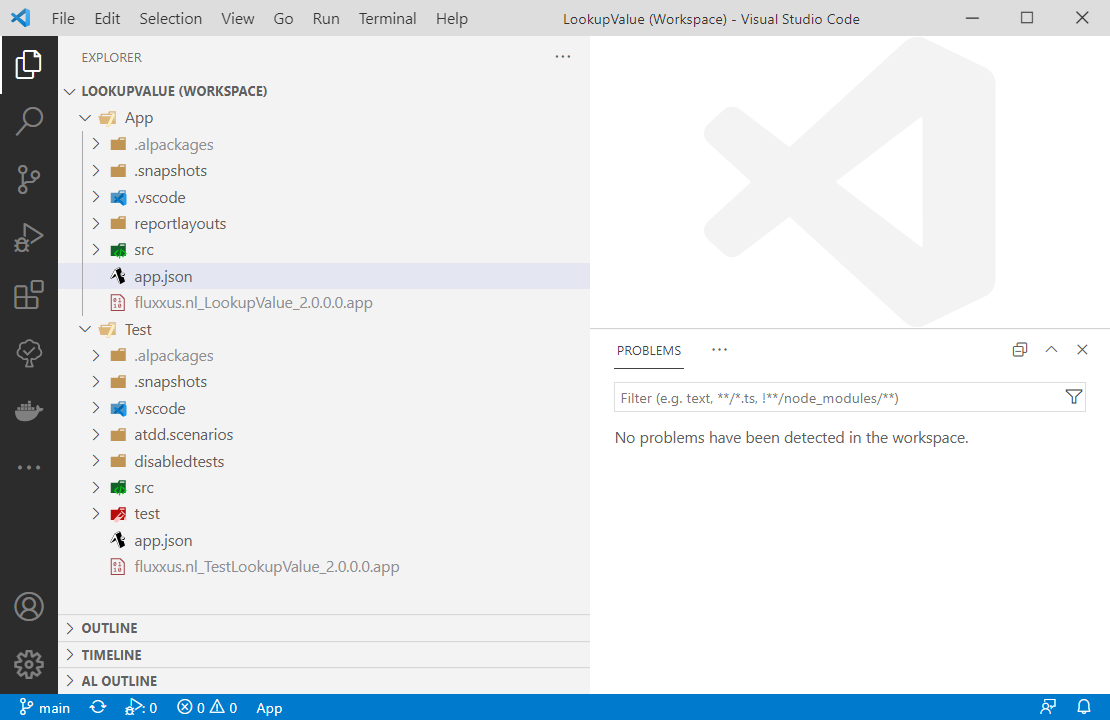 File Edit Selection View Go Run Terminal Help LookupValue (Workspace) - Visual Studio Code
EXPLORER
LOOKUPVALUE (WORKSPACE)
App
.alpackages
.snapshots
.vscode
reportlayouts
src
app.json
fluxxus.nl_LookupValue_2.0.0.0.app
Test
.alpackages
.snapshots
.vscode
atdd.scenarios
disabledtests
src
test
app.json
fluxxus.nl_TestLookupValue_2.0.0.0.app
OUTLINE
TIMELINE
AL OUTLINE
PROBLEMS
Filter (e.g. text, **/*.ts, !**/node_modules/**)
No problems have been detected in the workspace.
main : 0 0 0 App